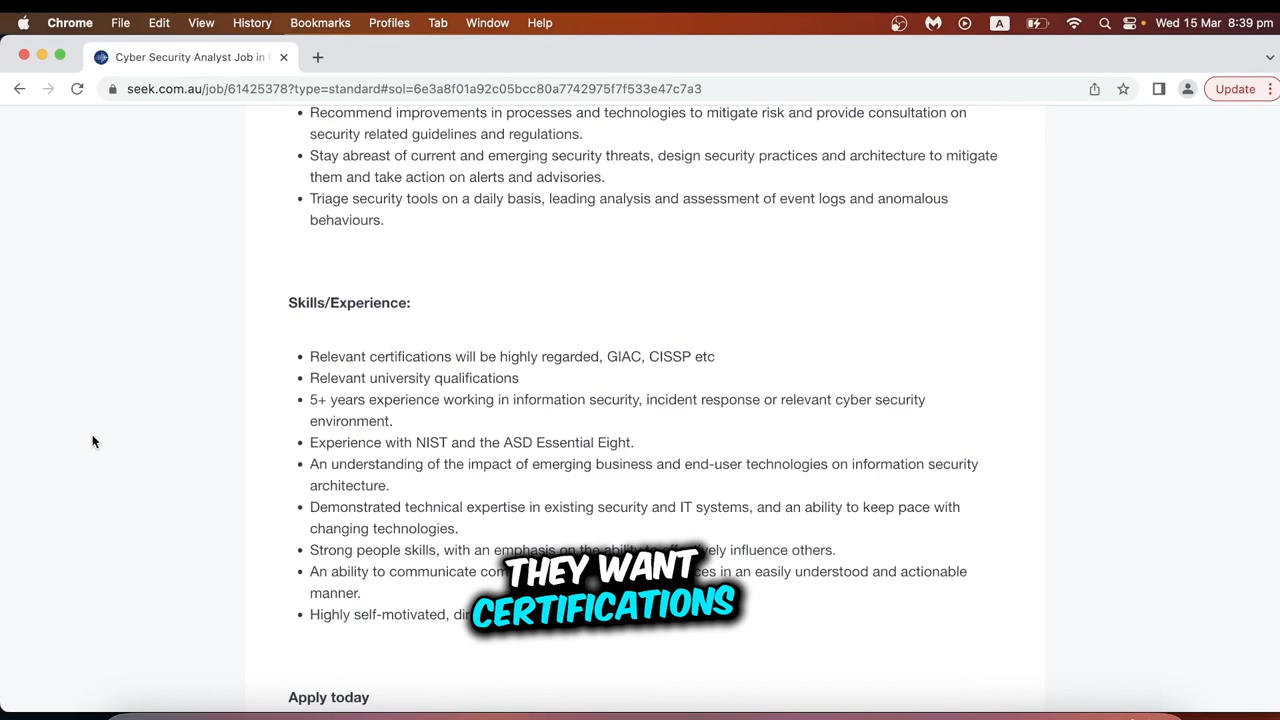 Chrome File Edit View History Bookmarks Profiles Tab Window Help A Wed 15 Mar 8:39 pm
Cyber Security Analyst Job in
seek.com.au/job/61425378?type=standard#sol=6e3a8f01a92c05bcc80a7742975f7f533e47c7a3 Update
• Recommend improvements in processes and technologies to mitigate risk and provide consultation on
security related guidelines and regulations.
• Stay abreast of current and emerging security threats, design security practices and architecture to mitigate
them and take action on alerts and advisories.
• Triage security tools on a daily basis, leading analysis and assessment of event logs and anomalous
behaviours.
Skills/Experience:
• Relevant certifications will be highly regarded, GIAC, CISSP etc
• Relevant university qualifications
• 5+ years experience working in information security, incident response or relevant cyber security
environment.
• Experience with NIST and the ASD Essential Eight.
• An understanding of the impact of emerging business and end-user technologies on information security
architecture.
• Demonstrated technical expertise in existing security and IT systems, and an ability to keep pace with
changing technologies.
• Strong people skills, with an emphasis on the ability to effectively influence others.
• An ability to communicate in an easily understood and actionable
manner.
• Highly self-motivated,
THEY WANT
CERTIFICATIONS
Apply today